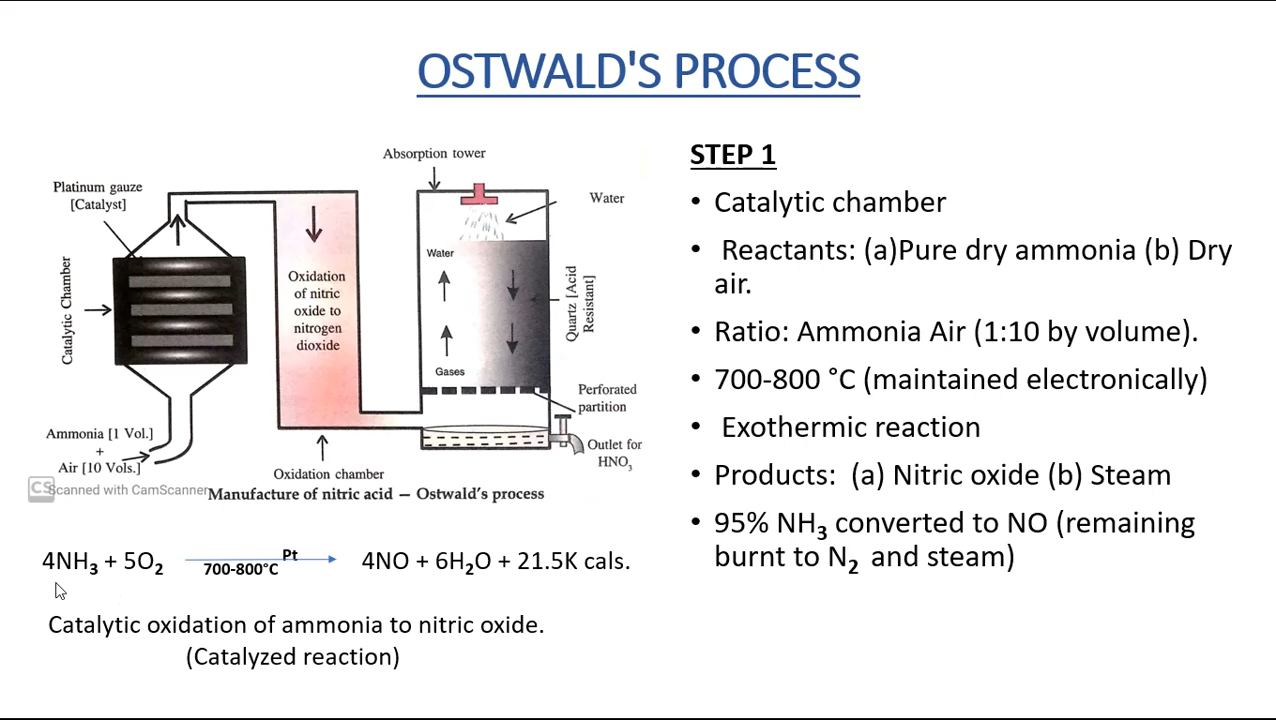 OSTWALD'S PROCESS
Absorption tower
Platinum gauze
[Catalyst]
Water
Catalytic Chamber
Oxidation
of nitric
oxide to
nitrogen
dioxide
Water
Gases
Quartz [Acid
Resistant]
Perforated
partition
Ammonia [1 Vol.]
+
Air [10 Vols.]
Outlet for
HNO3
Oxidation chamber
CS Scanned with CamScanner
Manufacture of nitric acid — Ostwald's process
4NH3 + 5O2 Pt 700-800°C 4NO + 6H2O + 21.5K cals.
Catalytic oxidation of ammonia to nitric oxide.
(Catalyzed reaction)
STEP 1
• Catalytic chamber
• Reactants: (a)Pure dry ammonia (b) Dry
air.
• Ratio: Ammonia Air (1:10 by volume).
• 700-800 °C (maintained electronically)
• Exothermic reaction
• Products: (a) Nitric oxide (b) Steam
• 95% NH3 converted to NO (remaining
burnt to N2 and steam)